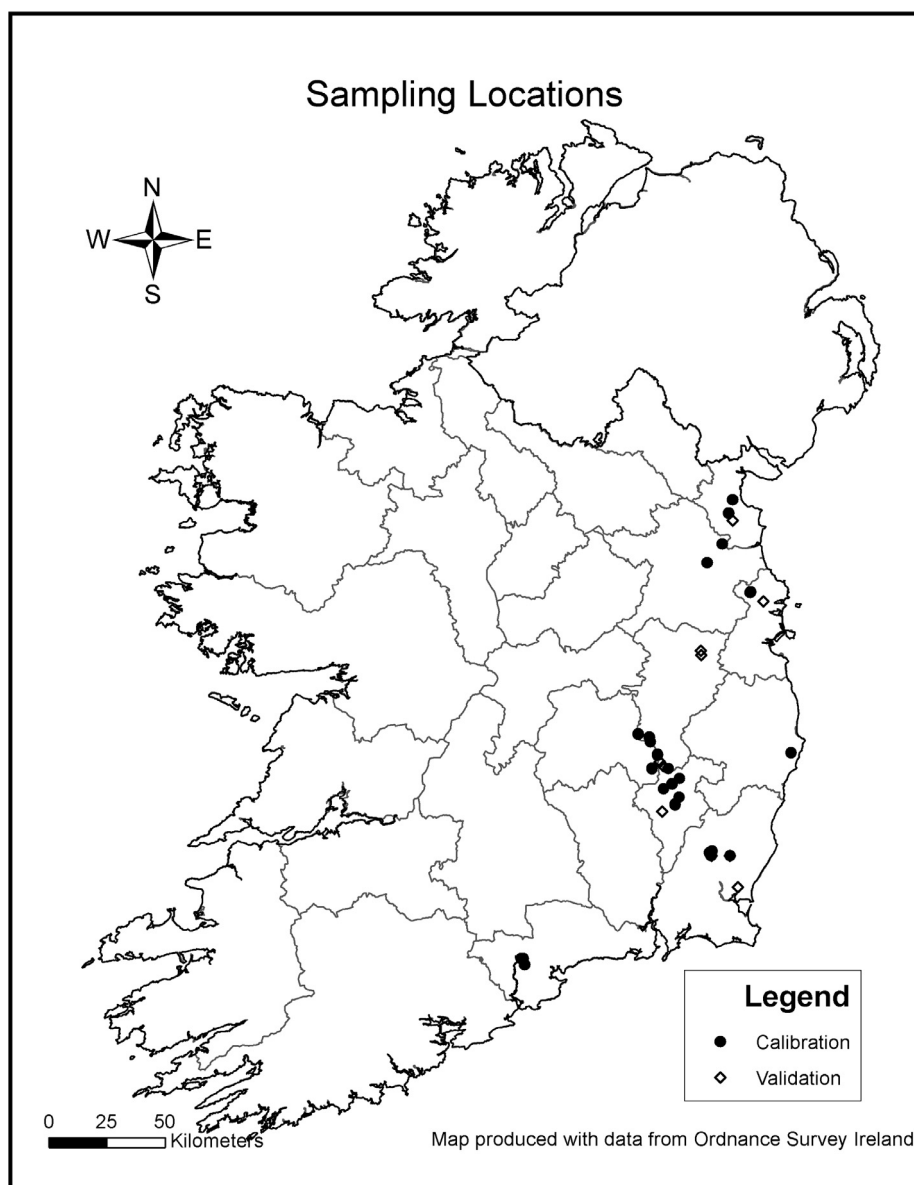 Sampling Locations
N
W E
S
Legend
Calibration
Validation
0 25 50
Kilometers
Map produced with data from Ordnance Survey Ireland